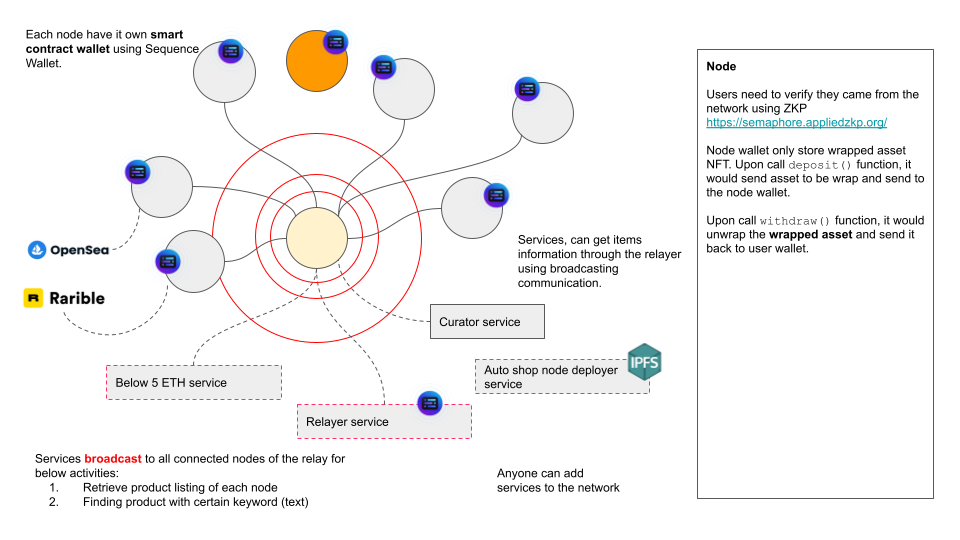 Each node have it own smart
contract wallet using Sequence
Wallet.
OpenSea
Rarible
Services, can get items
information through the relayer
using broadcasting
communication.
Curator service
Below 5 ETH service
Auto shop node deployer
service
IPFS
Relayer service
Services broadcast to all connected nodes of the relay for
below activities:
1. Retrieve product listing of each node
2. Finding product with certain keyword (text)
Anyone can add
services to the network
Node
Users need to verify they came from the
network using ZKP
https://semaphore.appliedzkp.org/
Node wallet only store wrapped asset
NFT. Upon call deposit() function, it
would send asset to be wrap and send to
the node wallet.
Upon call withdraw() function, it would
unwrap the wrapped asset and send it
back to user wallet.